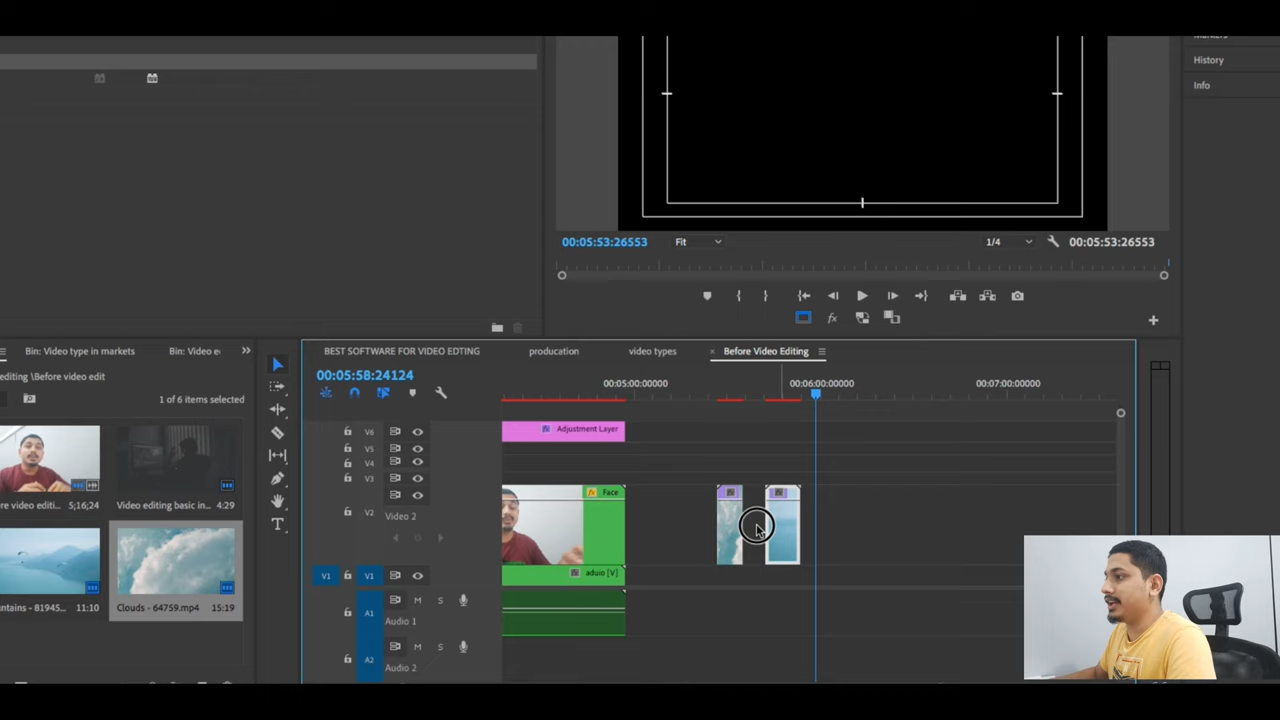 History
Info
00:05:53:26553
Fit
1/4
00:05:53:26553
Bin: Video type in markets
Bin: Video e
BEST SOFTWARE FOR VIDEO EDTING
producation
video types
× Before Video Editing
editing \Before video edit
00:05:58:24124
00:05:00:00000
00:06:00:00000
00:07:00:00000
1 of 6 items selected
V6
Adjustment Layer
V5
V4
V3
fx
Face
V2
Video 2
re video editi...
5;16;24
Video editing basic in...
4:29
V1
V1
aduio [V]
A1
M
S
Audio 1
ntains - 81945...
11:10
Clouds - 64759.mp4
15:19
A2
M
S
Audio 2